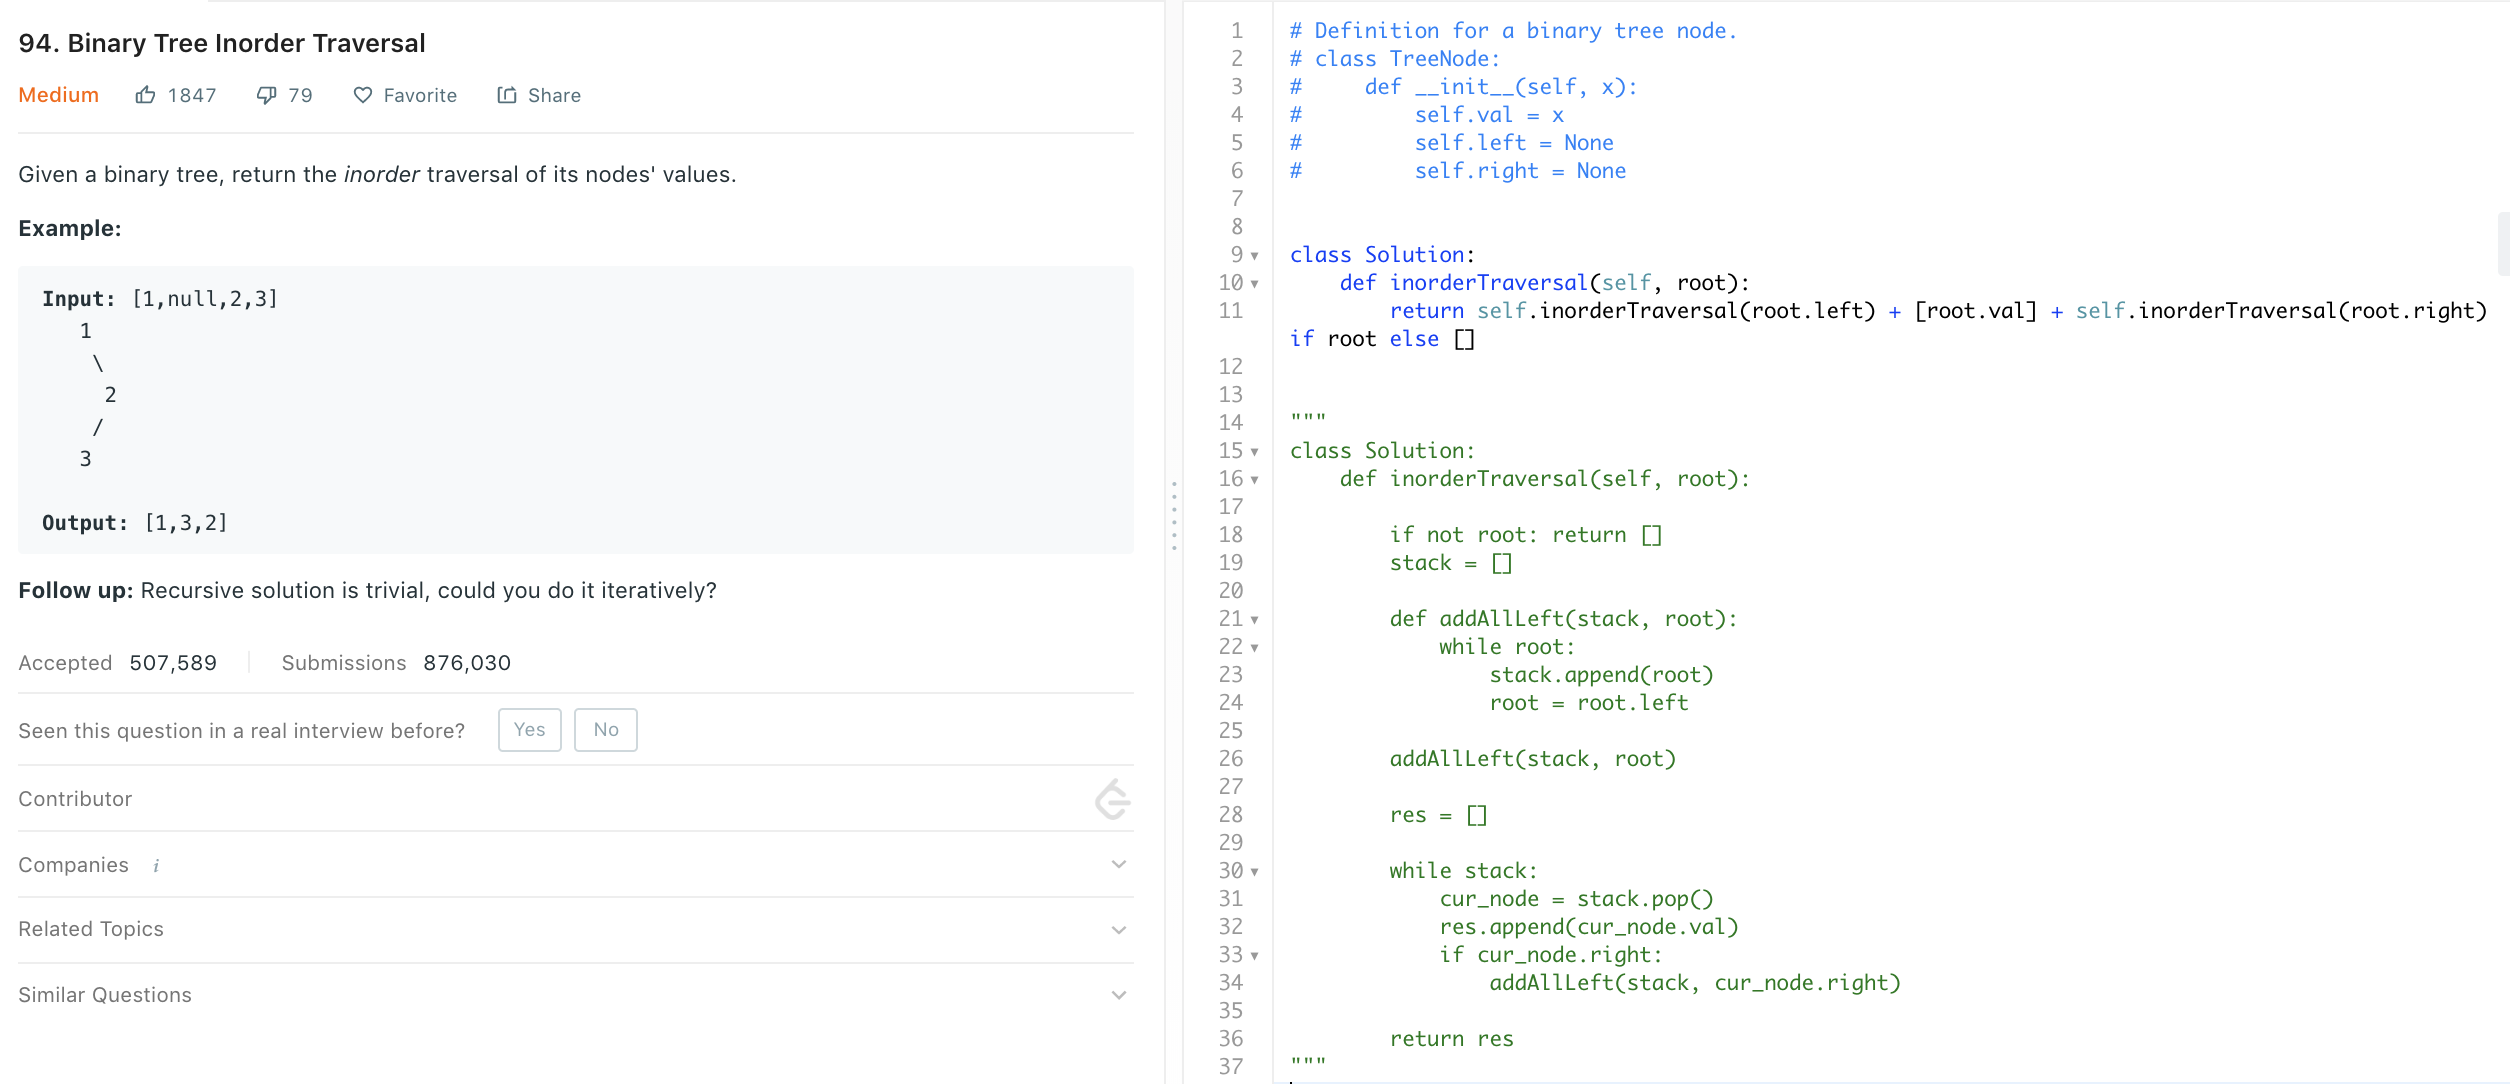 94. Binary Tree Inorder Traversal
Medium 1847 79 Favorite Share
Given a binary tree, return the inorder traversal of its nodes' values.
Example:
Input: [1,null,2,3]
1
\
2
/
3
Output: [1,3,2]
Follow up: Recursive solution is trivial, could you do it iteratively?
Accepted 507,589 Submissions 876,030
Seen this question in a real interview before? Yes No
Contributor
Companies i
Related Topics
Similar Questions
1 # Definition for a binary tree node.
2 # class TreeNode:
3 #     def __init__(self, x):
4 #         self.val = x
5 #         self.left = None
6 #         self.right = None
7
8
9 class Solution:
10     def inorderTraversal(self, root):
11         return self.inorderTraversal(root.left) + [root.val] + self.inorderTraversal(root.right)
if root else []
12
13
14 """
15 class Solution:
16     def inorderTraversal(self, root):
17
18         if not root: return []
19         stack = []
20
21         def addAllLeft(stack, root):
22             while root:
23                 stack.append(root)
24                 root = root.left
25
26         addAllLeft(stack, root)
27
28         res = []
29
30         while stack:
31             cur_node = stack.pop()
32             res.append(cur_node.val)
33             if cur_node.right:
34                 addAllLeft(stack, cur_node.right)
35
36         return res
37 """